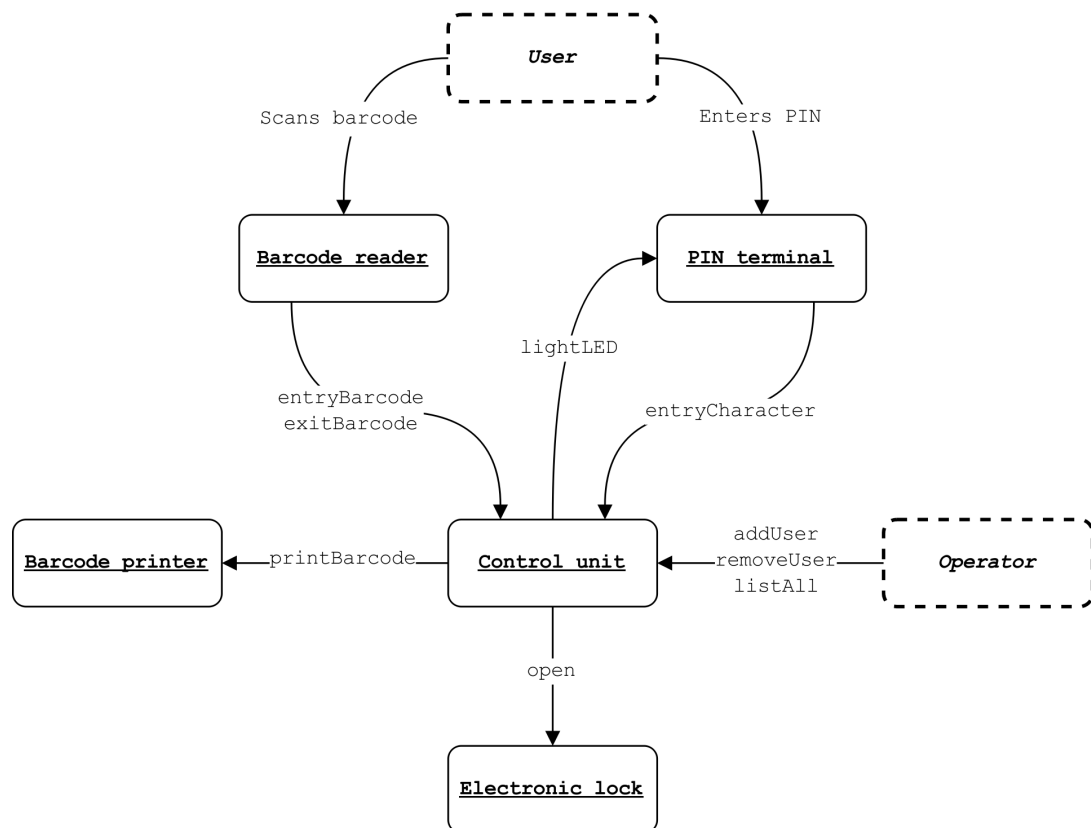 User
Scans barcode
Enters PIN
Barcode reader
PIN terminal
lightLED
entryBarcode
exitBarcode
entryCharacter
Barcode printer
printBarcode
Control unit
addUser
removeUser
listAll
Operator
open
Electronic lock